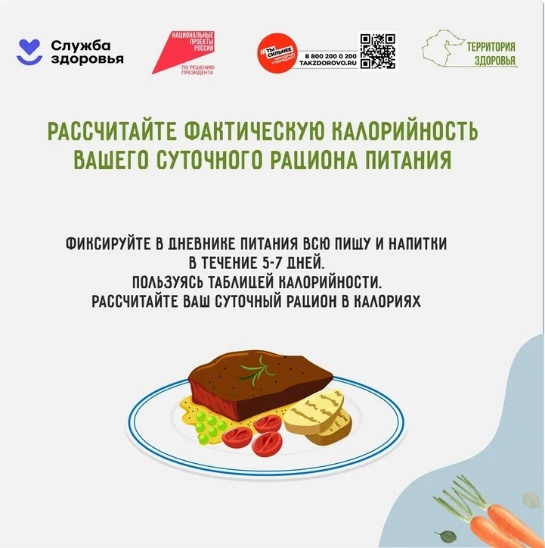 Служба
здоровья
НАЦИОНАЛЬНЫЕ
ПРОЕКТЫ
РОССИИ
ПО РЕШЕНИЮ
ПРЕЗИДЕНТА
#ТЫ
СИЛЬНЕЕ
8 800 200 0 200
TAKZDOROVO.RU
ТЕРРИТОРИЯ
ЗДОРОВЬЯ
РАССЧИТАЙТЕ ФАКТИЧЕСКУЮ КАЛОРИЙНОСТЬ
ВАШЕГО СУТОЧНОГО РАЦИОНА ПИТАНИЯ
ФИКСИРУЙТЕ В ДНЕВНИКЕ ПИТАНИЯ ВСЮ ПИЩУ И НАПИТКИ
В ТЕЧЕНИЕ 5-7 ДНЕЙ.
ПОЛЬЗУЯСЬ ТАБЛИЦЕЙ КАЛОРИЙНОСТИ.
РАССЧИТАЙТЕ ВАШ СУТОЧНЫЙ РАЦИОН В КАЛОРИЯХ